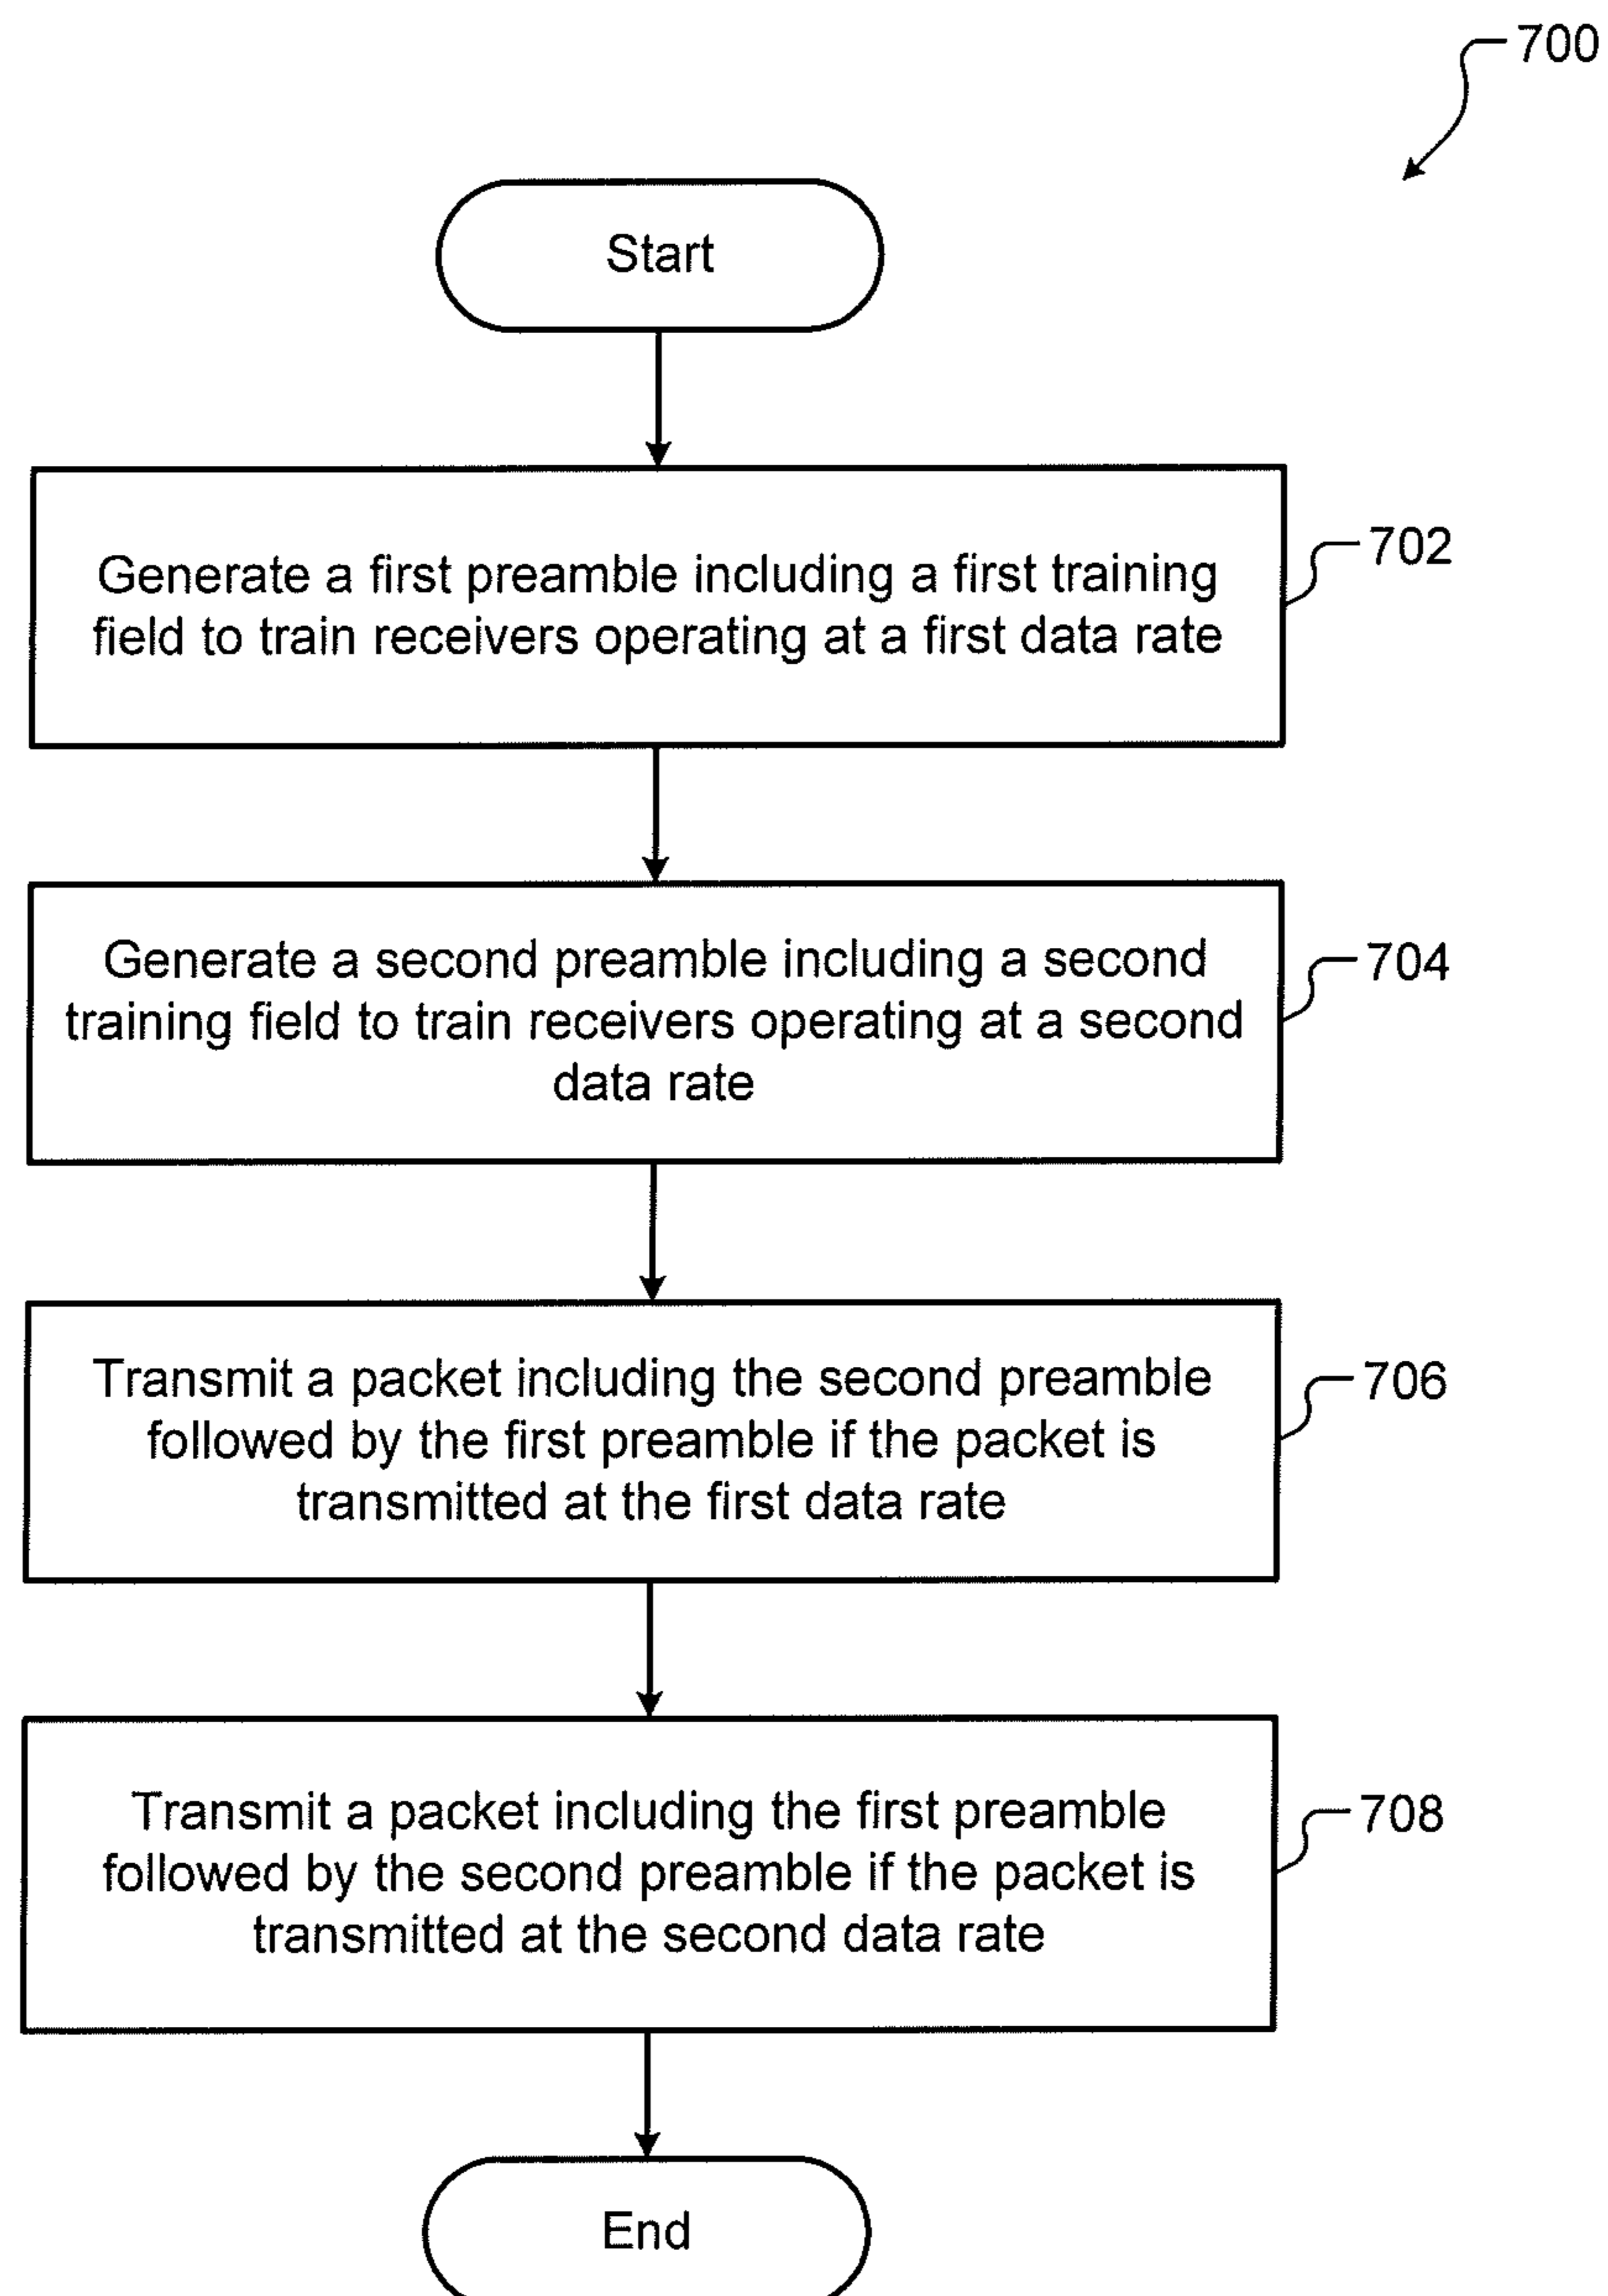 700
Start
Generate a first preamble including a first training
field to train receivers operating at a first data rate
702
Generate a second preamble including a second
training field to train receivers operating at a second
data rate
704
Transmit a packet including the second preamble
followed by the first preamble if the packet is
transmitted at the first data rate
706
Transmit a packet including the first preamble
followed by the second preamble if the packet is
transmitted at the second data rate
708
End